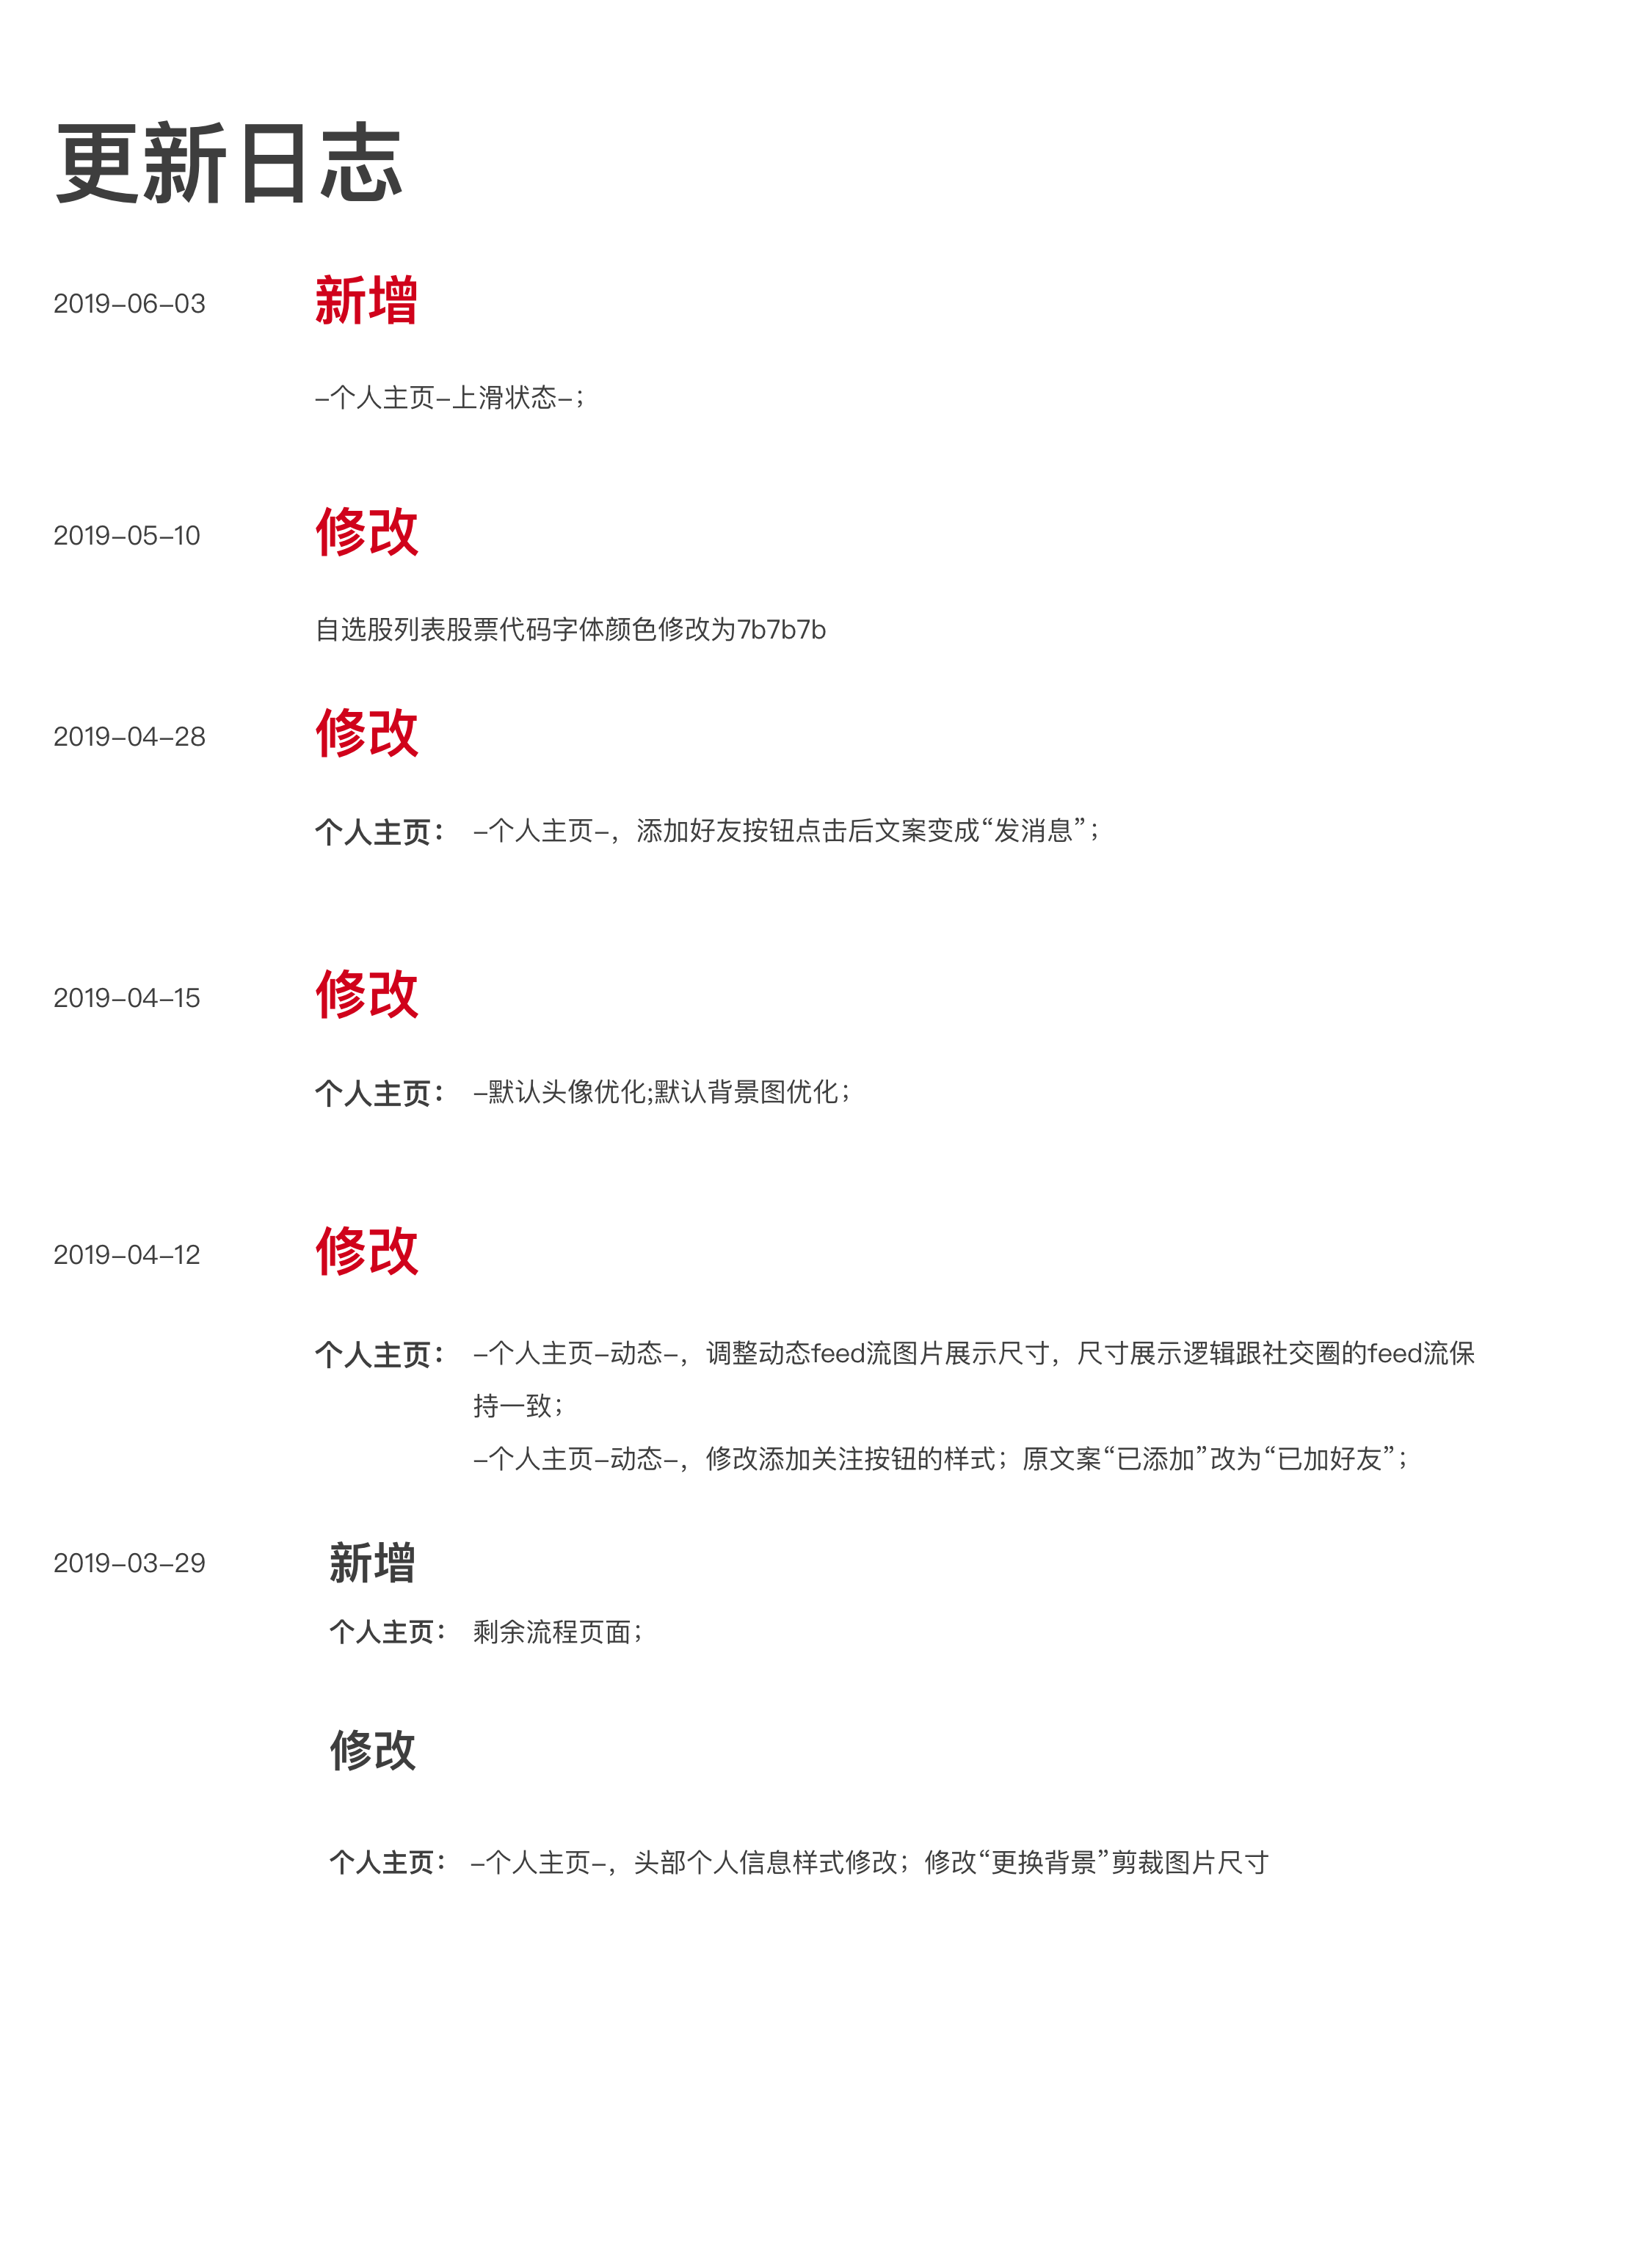 更新日志
2019-06-03 新增
-个人主页-上滑状态-；
2019-05-10 修改
自选股列表股票代码字体颜色修改为7b7b7b
2019-04-28 修改
个人主页： -个人主页-，添加好友按钮点击后文案变成“发消息”；
2019-04-15 修改
个人主页： -默认头像优化;默认背景图优化；
2019-04-12 修改
个人主页： -个人主页-动态-，调整动态feed流图片展示尺寸，尺寸展示逻辑跟社交圈的feed流保
持一致；
-个人主页-动态-，修改添加关注按钮的样式；原文案“已添加”改为“已加好友”；
2019-03-29 新增
个人主页： 剩余流程页面；
修改
个人主页： -个人主页-，头部个人信息样式修改；修改“更换背景”剪裁图片尺寸